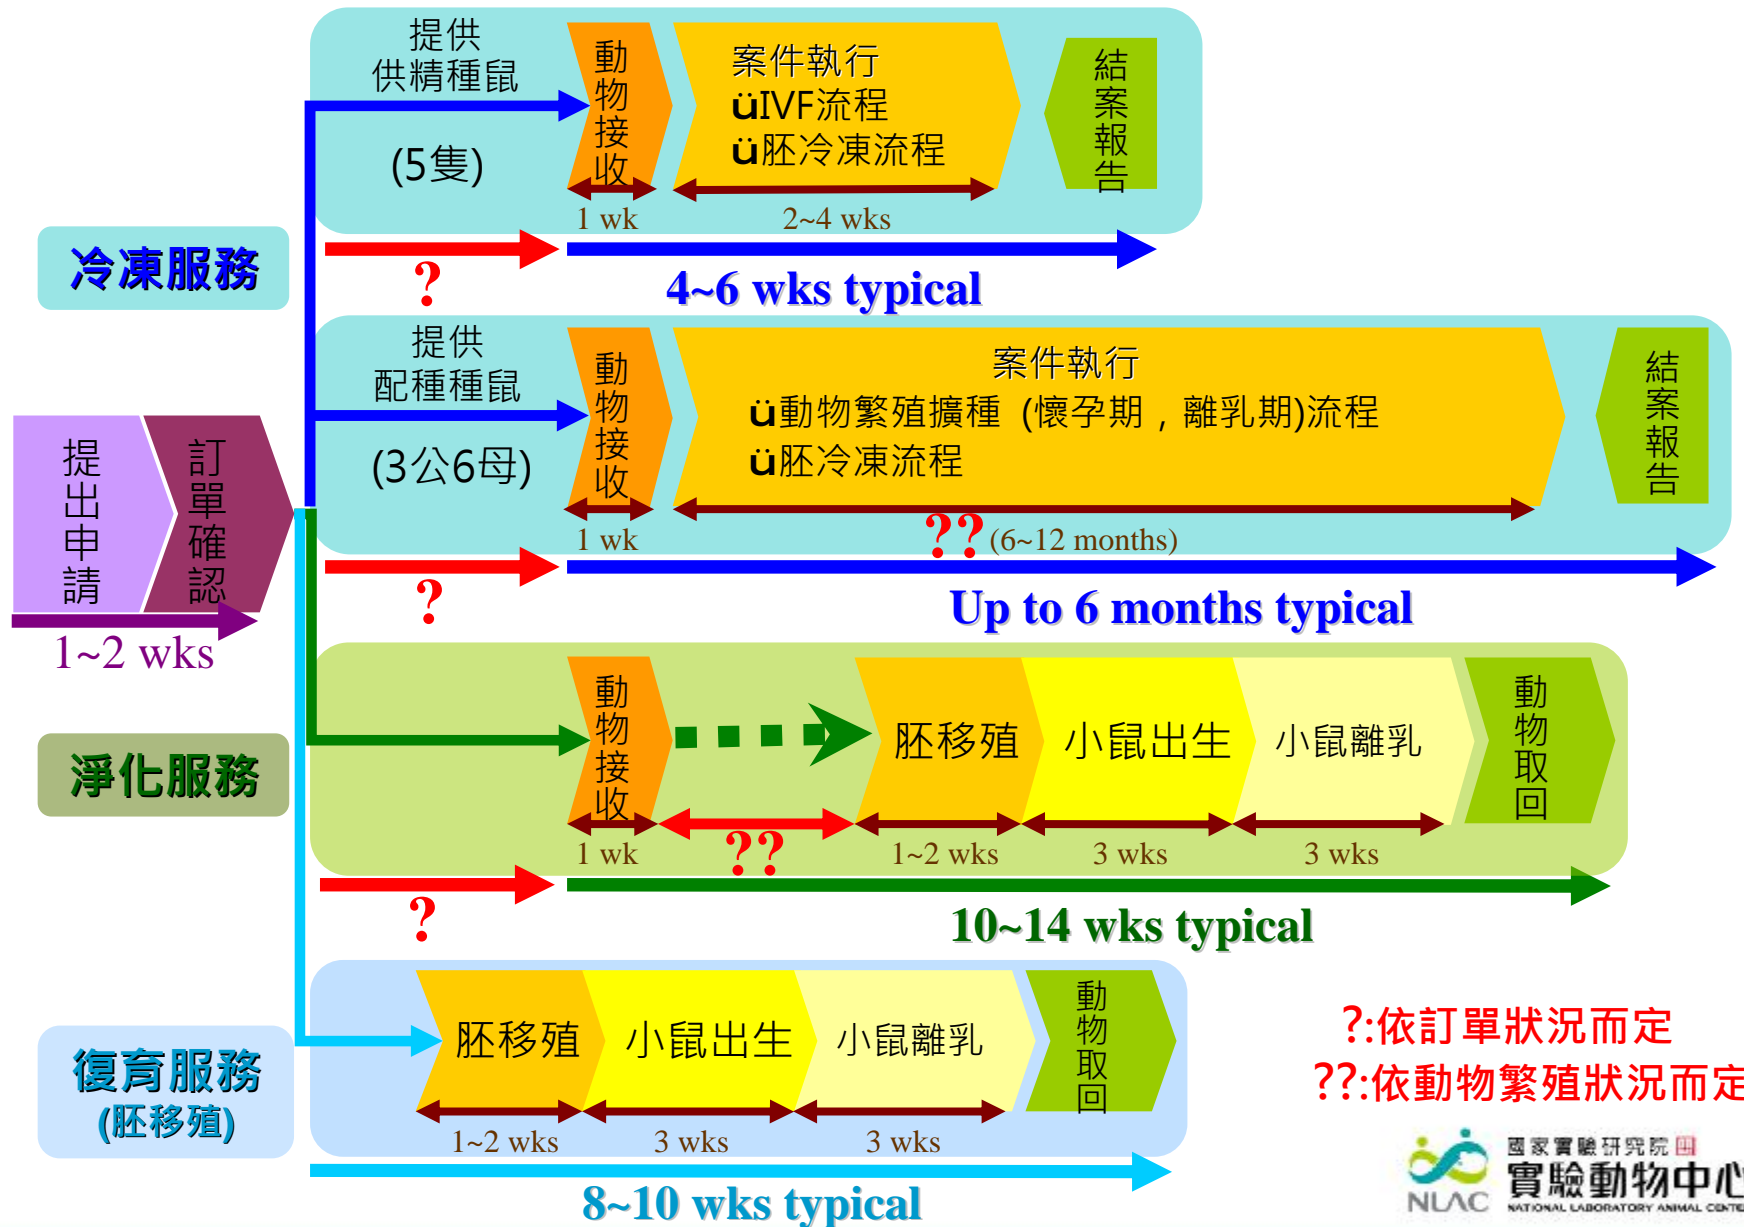 提供
供精種鼠
(5隻)
動物接收
案件執行
üIVF流程
ü胚冷凍流程
結案報告
1 wk
2~4 wks
?
4~6 wks typical
冷凍服務
提供
配種種鼠
(3公6母)
動物接收
案件執行
ü動物繁殖擴種 (懷孕期，離乳期)流程
ü胚冷凍流程
結案報告
1 wk
??(6~12 months)
?
Up to 6 months typical
提出申請
訂單確認
1~2 wks
淨化服務
動物接收
胚移殖
小鼠出生
小鼠離乳
動物取回
1 wk
??
1~2 wks
3 wks
3 wks
?
10~14 wks typical
復育服務
(胚移殖)
胚移殖
小鼠出生
小鼠離乳
動物取回
1~2 wks
3 wks
3 wks
8~10 wks typical
?:依訂單狀況而定
??:依動物繁殖狀況而定
NLAC
國家實驗研究院
實驗動物中心
NATIONAL LABORATORY ANIMAL CENTER